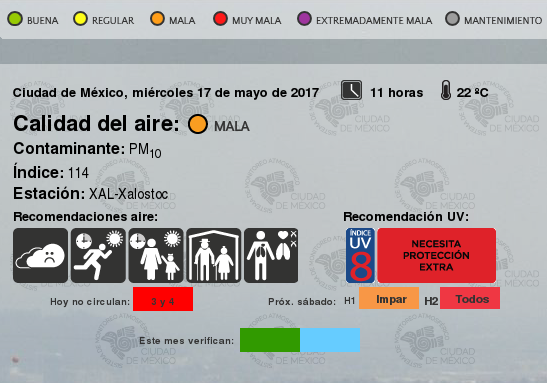 BUENA REGULAR MALA MUY MALA EXTREMADAMENTE MALA MANTENIMIENTO
Ciudad de México, miércoles 17 de mayo de 2017 11 horas 22 ºC
Calidad del aire: MALA
Contaminante: PM10
Índice: 114
Estación: XAL-Xalostoc
Recomendaciones aire: Recomendación UV:
ÍNDICE
UV
8
NECESITA
PROTECCIÓN
EXTRA
Hoy no circulan: 3 y 4 Próx. sábado: H1 Impar H2 Todos
Este mes verifican:
CIUDAD
DE MÉXICO